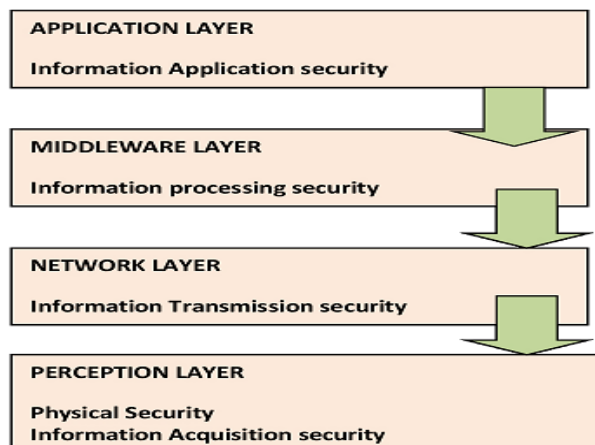 APPLICATION LAYER
Information Application security
MIDDLEWARE LAYER
Information processing security
NETWORK LAYER
Information Transmission security
PERCEPTION LAYER
Physical Security
Information Acquisition security